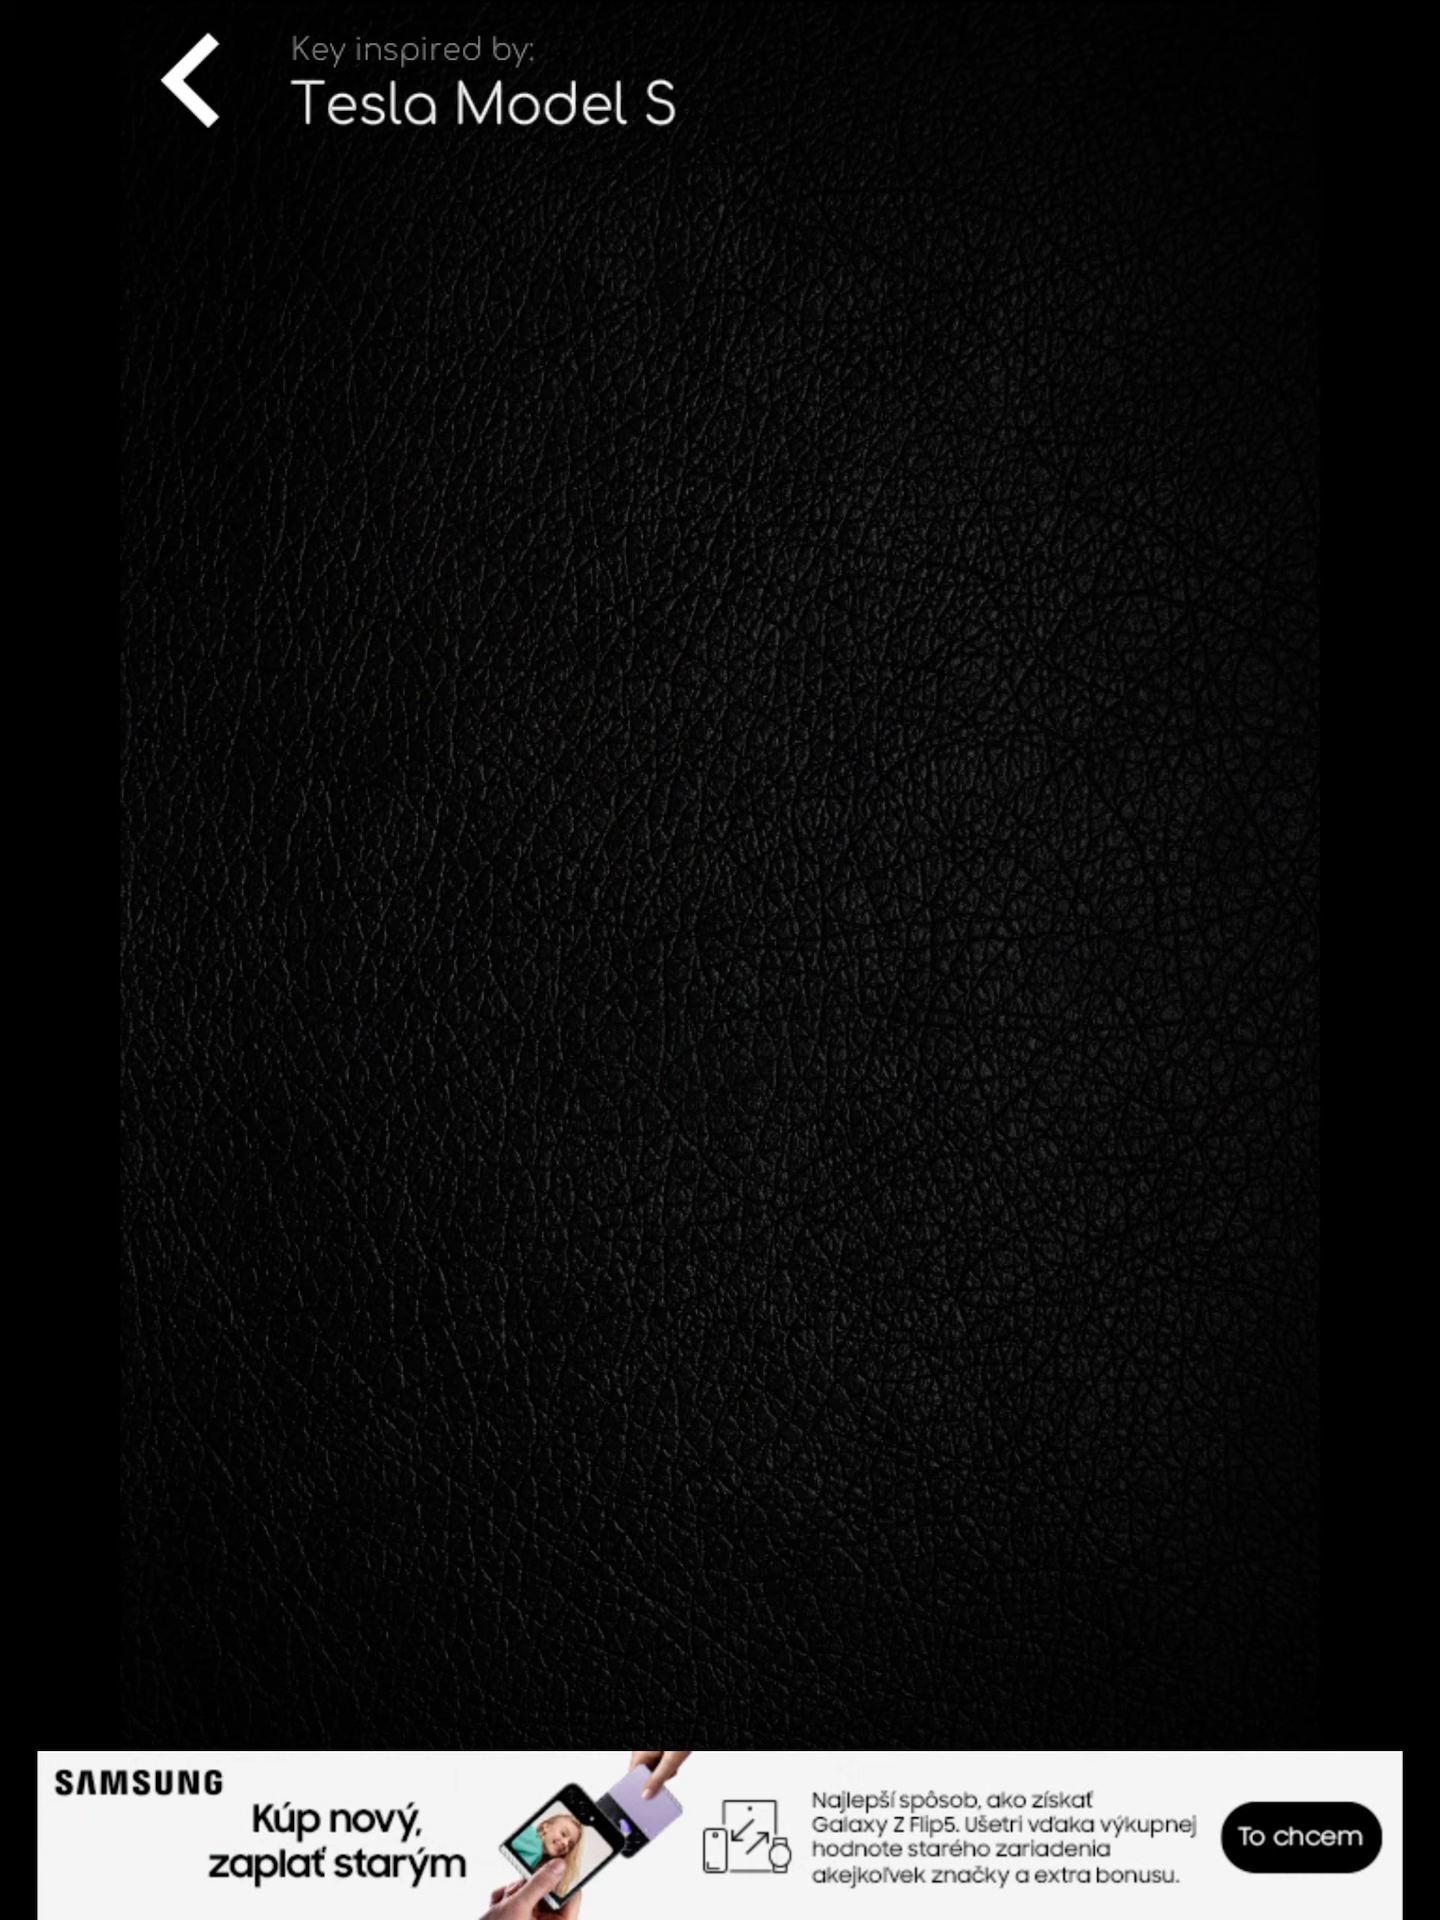 Key inspired by:
Tesla Model S
SAMSUNG
Kúp nový,
zaplať starým
Najlepší spôsob, ako získať
Galaxy Z Flip5. Ušetri vďaka výkupnej
hodnote starého zariadenia
akejkoľvek značky a extra bonusu.
To chcem